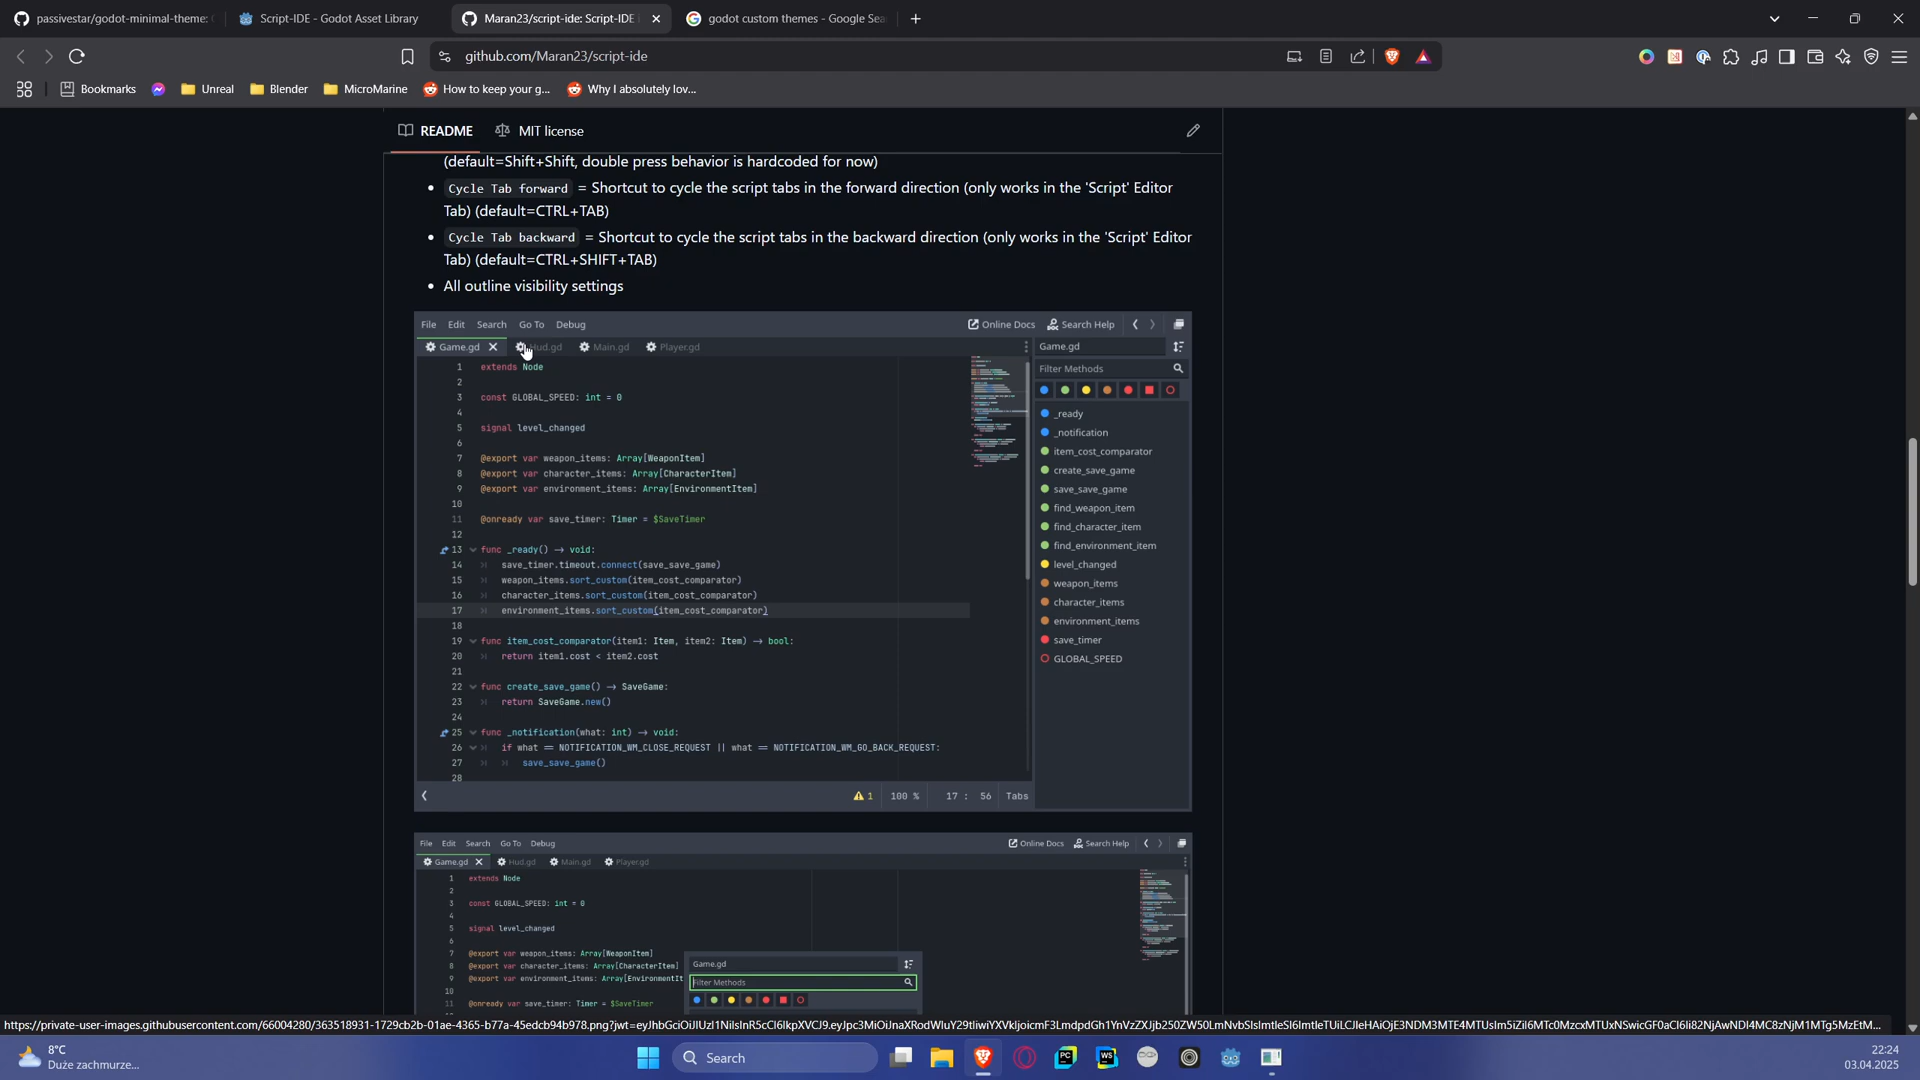 passivestar/godot-minimal-theme:
Script-IDE - Godot Asset Library
Maran23/script-ide: Script-IDE
godot custom themes - Google Sea
github.com/Maran23/script-ide
Bookmarks
Unreal
Blender
MicroMarine
How to keep your g...
Why I absolutely lov...
README
MIT license
(default=Shift+Shift, double press behavior is hardcoded for now)
• Cycle Tab forward = Shortcut to cycle the script tabs in the forward direction (only works in the 'Script' Editor
Tab) (default=CTRL+TAB)
• Cycle Tab backward = Shortcut to cycle the script tabs in the backward direction (only works in the 'Script' Editor
Tab) (default=CTRL+SHIFT+TAB)
• All outline visibility settings
File Edit Search Go To Debug
Online Docs Search Help
Game.gd Hud.gd Main.gd Player.gd
Game.gd
Filter Methods
1 extends Node
2
3 const GLOBAL_SPEED: int = 0
4
5 signal level_changed
6
7 @export var weapon_items: Array[WeaponItem]
8 @export var character_items: Array[CharacterItem]
9 @export var environment_items: Array[EnvironmentItem]
10
11 @onready var save_timer: Timer = $SaveTimer
12
13 func _ready() -> void:
14 save_timer.timeout.connect(save_save_game)
15 weapon_items.sort_custom(item_cost_comparator)
16 character_items.sort_custom(item_cost_comparator)
17 environment_items.sort_custom(item_cost_comparator)
18
19 func item_cost_comparator(item1: Item, item2: Item) -> bool:
20 return item1.cost < item2.cost
21
22 func create_save_game() -> SaveGame:
23 return SaveGame.new()
24
25 func _notification(what: int) -> void:
26 if what == NOTIFICATION_WM_CLOSE_REQUEST || what == NOTIFICATION_WM_GO_BACK_REQUEST:
27 save_save_game()
28
_ready
_notification
item_cost_comparator
create_save_game
save_save_game
find_weapon_item
find_character_item
find_environment_item
level_changed
weapon_items
character_items
environment_items
save_timer
GLOBAL_SPEED
1 100 % 17 : 56 Tabs
File Edit Search Go To Debug
Online Docs Search Help
Game.gd Hud.gd Main.gd Player.gd
1 extends Node
2
3 const GLOBAL_SPEED: int = 0
4
5 signal level_changed
6
7 @export var weapon_items: Array[WeaponItem]
8 @export var character_items: Array[CharacterItem]
9 @export var environment_items: Array[EnvironmentIt
10
11 @onready var save_timer: Timer = $SaveTimer
Game.gd
Filter Methods
8°C
Duże zachmurze...
Search
22:24
03.04.2025